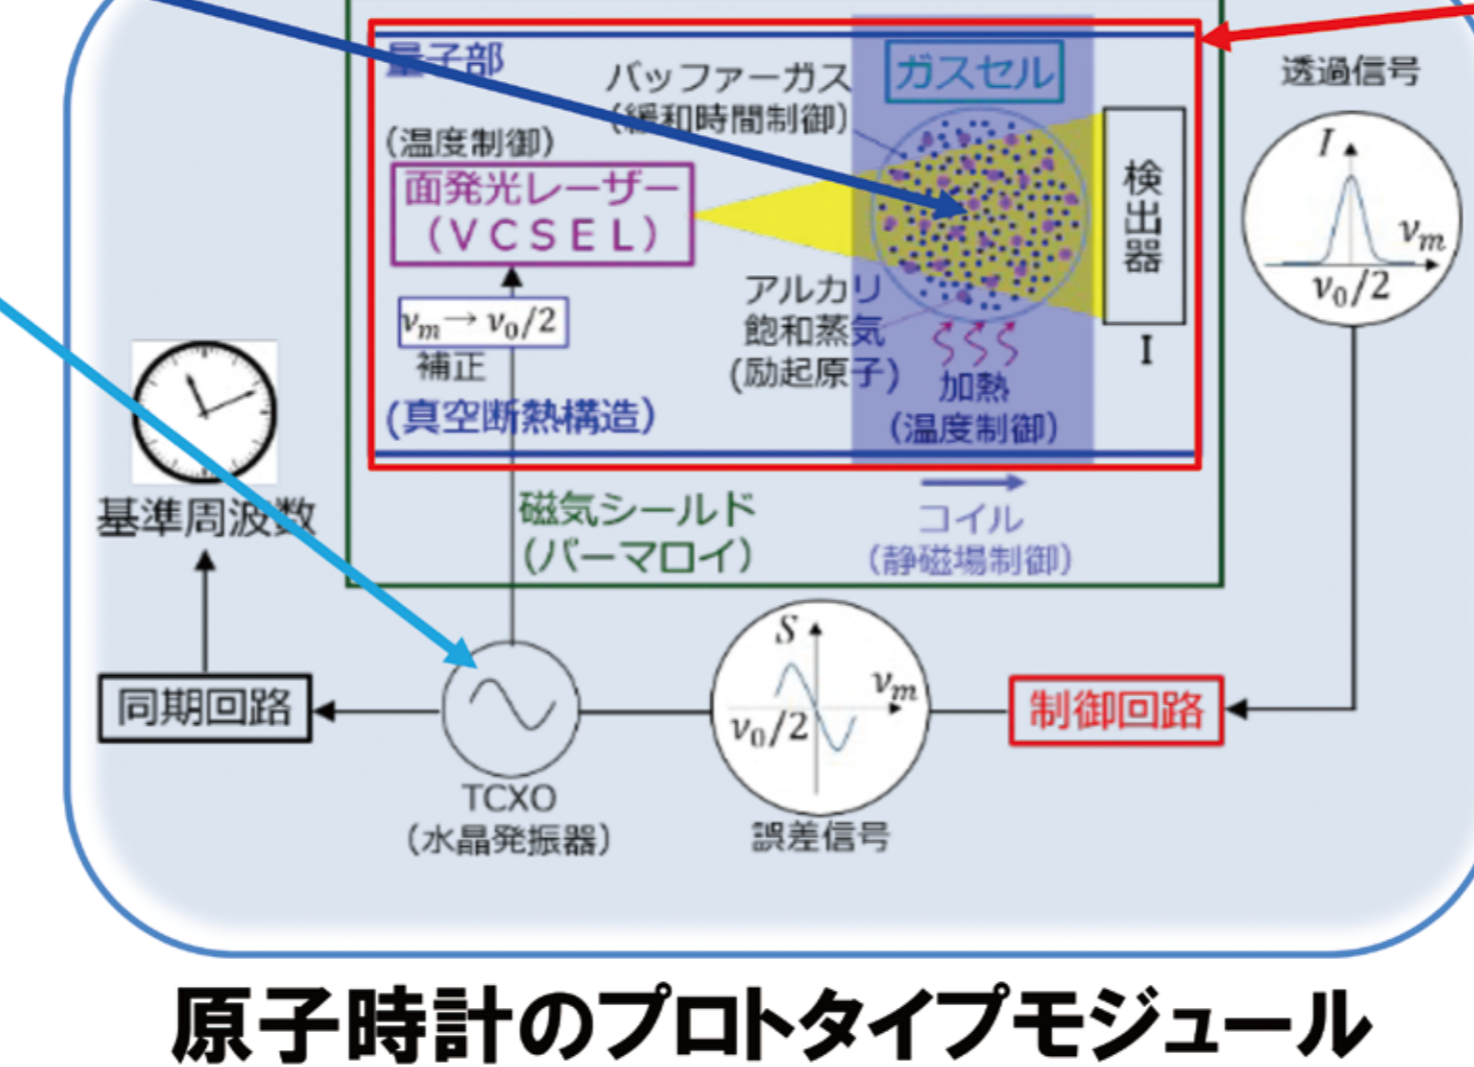 量子部
バッファーガス
(緩和時間制御)
ガスセル
透過信号
(温度制御)
面発光レーザー
(VCSEL)
検出器
I
I
νm
ν0/2
νm→ ν0/2
補正
(真空断熱構造)
アルカリ
飽和蒸気
(励起原子)
加熱
(温度制御)
基準周波数
磁気シールド
(パーマロイ)
コイル
(静磁場制御)
同期回路
TCXO
(水晶発振器)
S
νm
ν0/2
誤差信号
制御回路
原子時計のプロトタイプモジュール